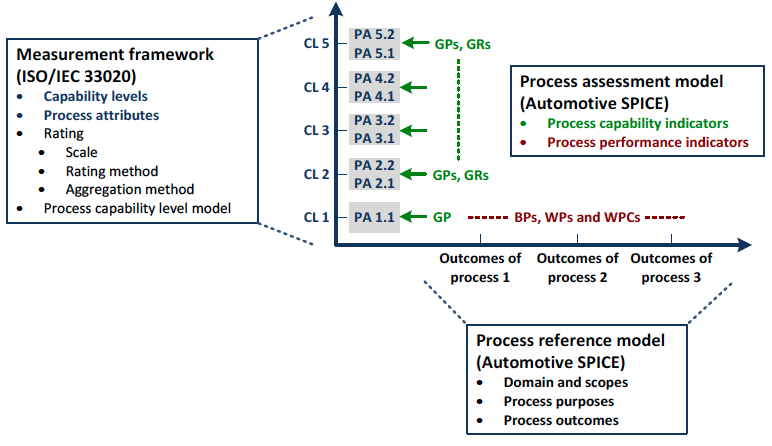 Measurement framework
(ISO/IEC 33020)
• Capability levels
• Process attributes
• Rating
• Scale
• Rating method
• Aggregation method
• Process capability level model
CL 5
PA 5.2
PA 5.1
GPs, GRs
CL 4
PA 4.2
PA 4.1
CL 3
PA 3.2
PA 3.1
CL 2
PA 2.2
PA 2.1
GPs, GRs
CL 1
PA 1.1
GP
BPs, WPs and WPCs
Process assessment model
(Automotive SPICE)
• Process capability indicators
• Process performance indicators
Outcomes of
process 1
Outcomes of
process 2
Outcomes of
process 3
Process reference model
(Automotive SPICE)
• Domain and scopes
• Process purposes
• Process outcomes